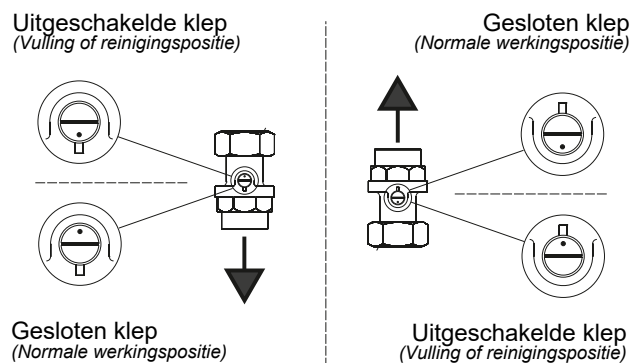 Uitgeschakelde klep
(Vulling of reinigingspositie)
Gesloten klep
(Normale werkingspositie)
Gesloten klep
(Normale werkingspositie)
Uitgeschakelde klep
(Vulling of reinigingspositie)